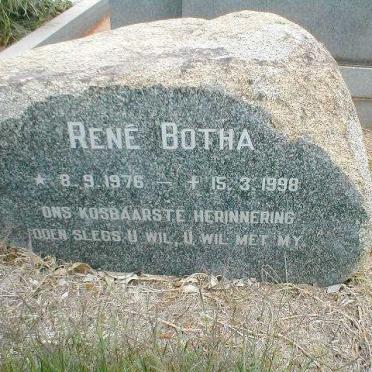 RENÉ BOTHA
* 8.9.1976 — † 15.3.1998
ONS KOSBAARSTE HERINNERING
DOEN SLEGS U WIL, U WIL MET MY.